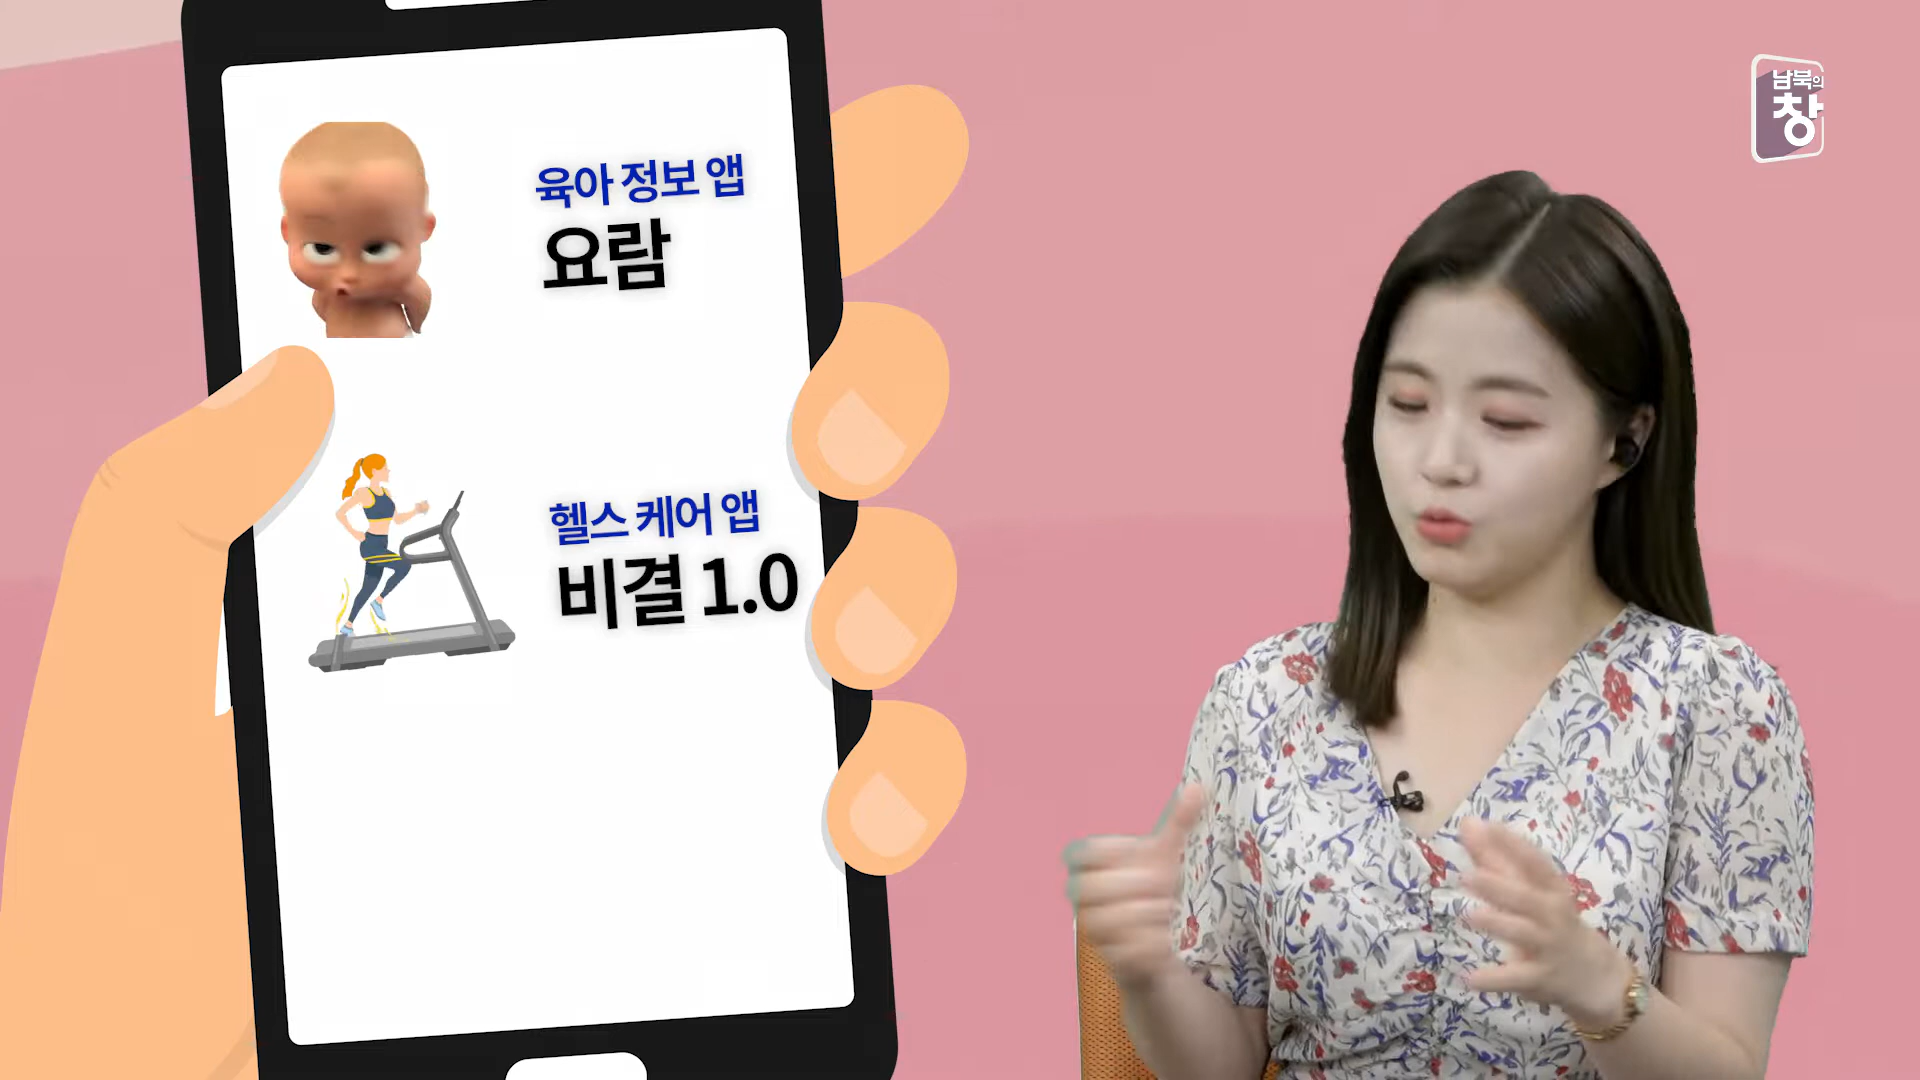 육아 정보 앱
요람
헬스 케어 앱
비결 1.0
남북의
창